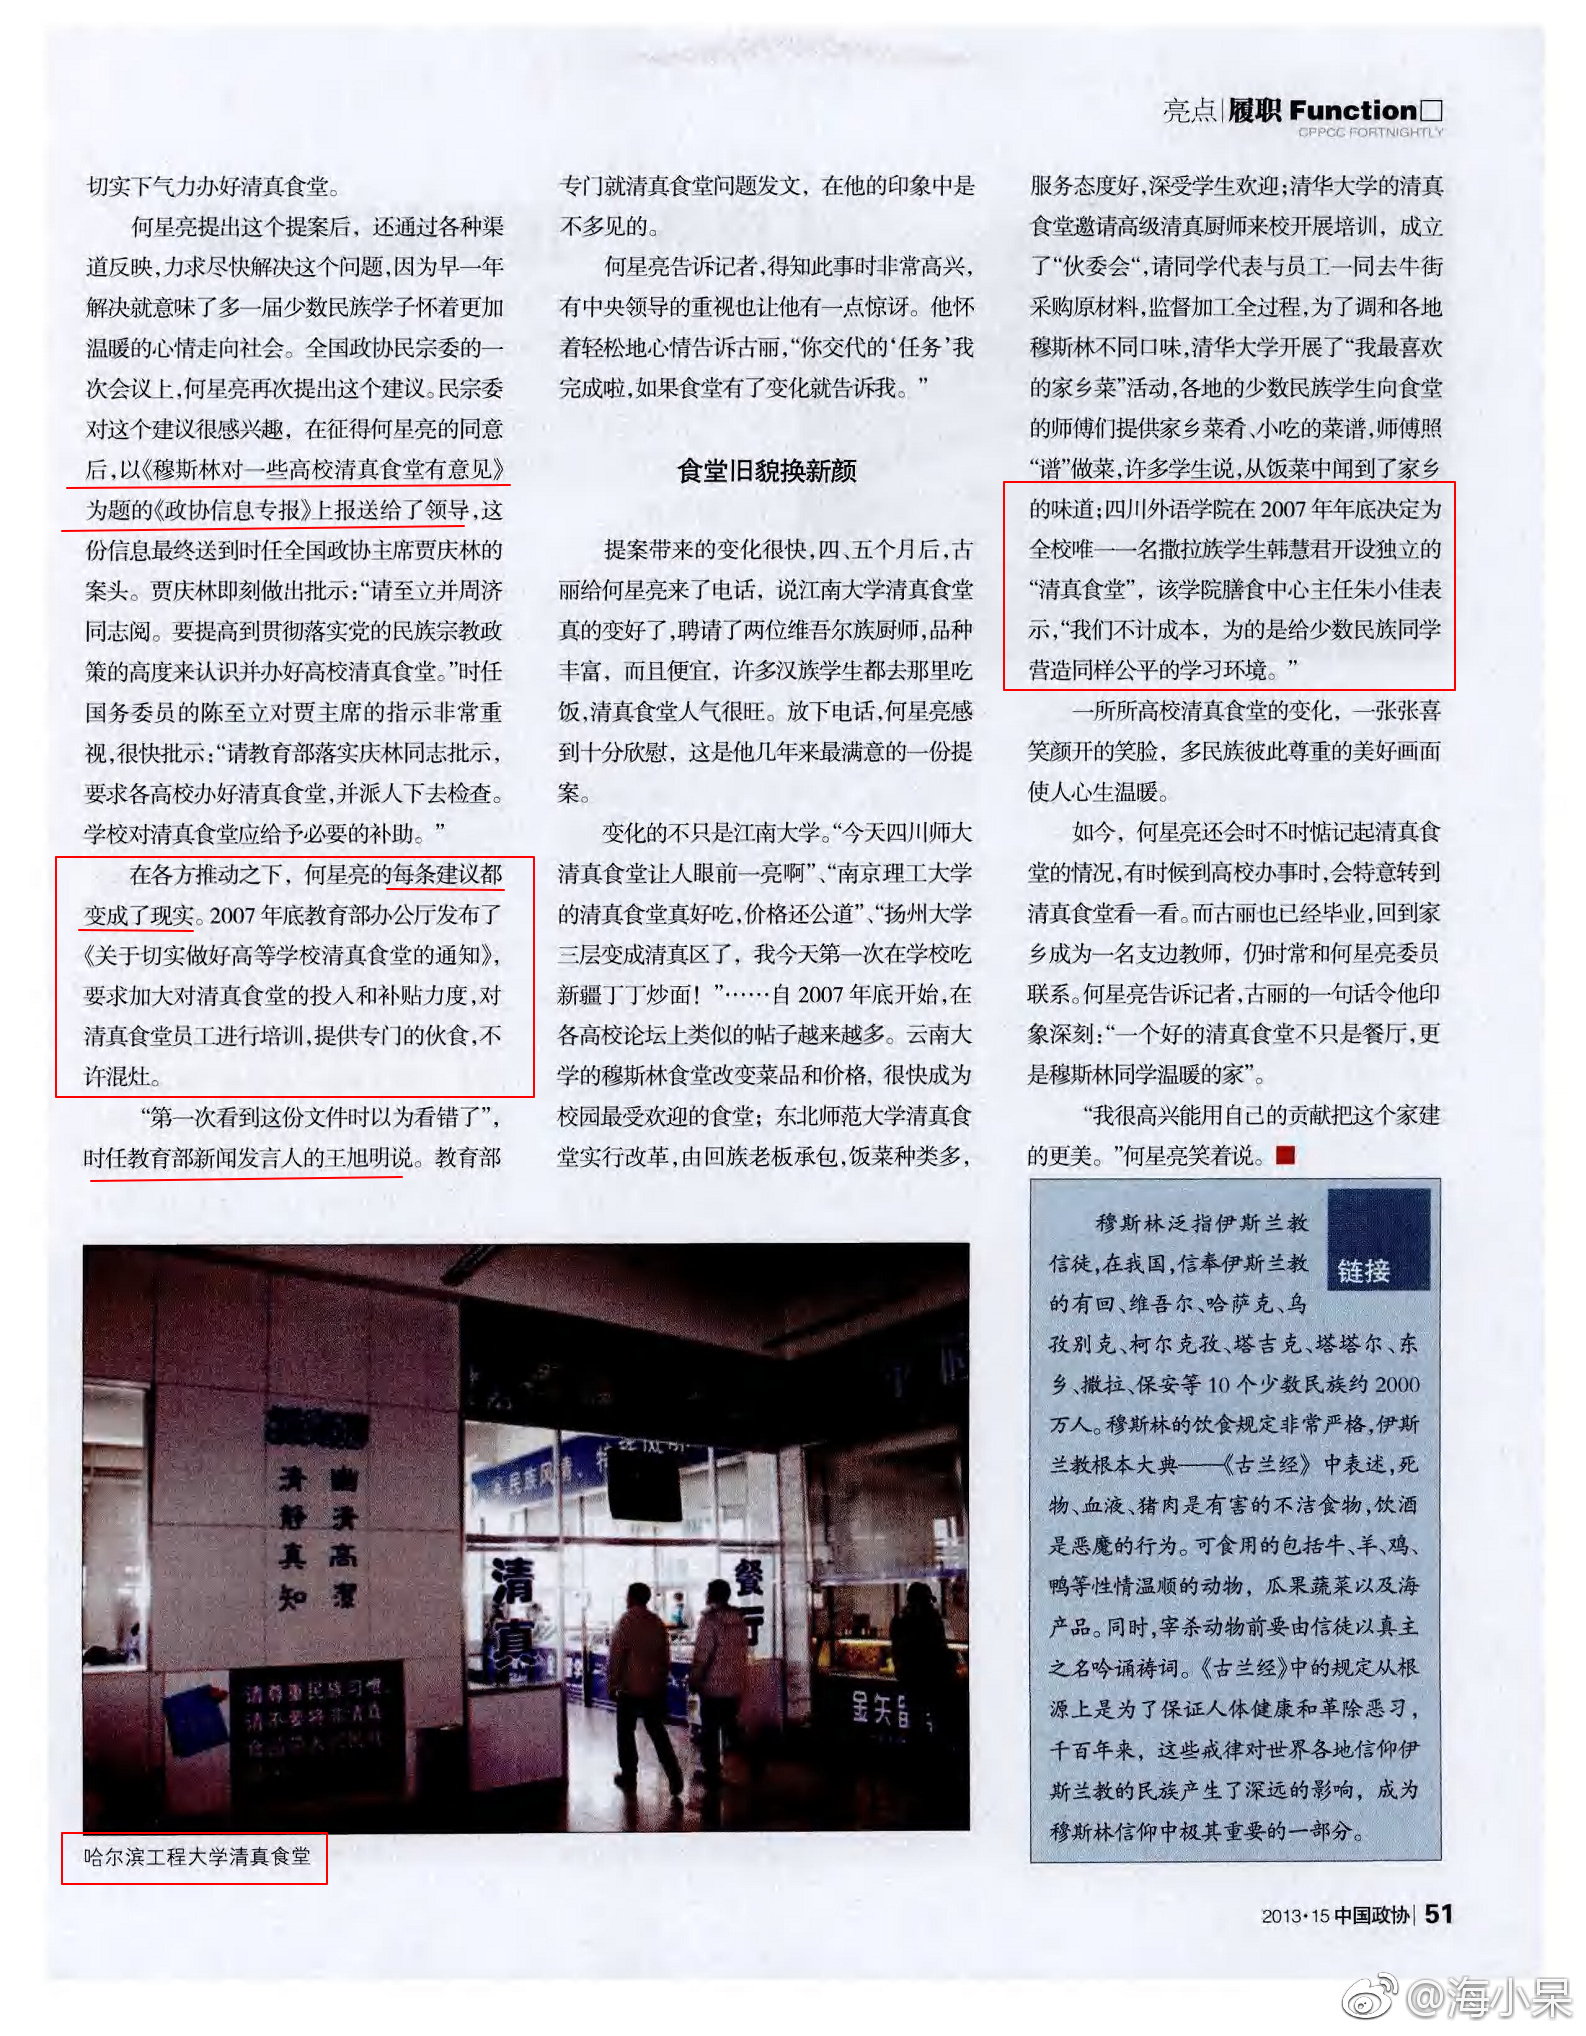 亮点|履职 Function□
CPPCC FORTNIGHTLY
切实下气力办好清真食堂。
何星亮提出这个提案后，还通过各种渠
道反映,力求尽快解决这个问题,因为早一年
解决就意味了多一届少数民族学子怀着更加
温暖的心情走向社会。全国政协民宗委的一
次会议上,何星亮再次提出这个建议。民宗委
对这个建议很感兴趣，在征得何星亮的同意
后,以《穆斯林对一些高校清真食堂有意见》
为题的《政协信息专报》上报送给了领导,这
份信息最终送到时任全国政协主席贾庆林的
案头。贾庆林即刻做出批示:“请至立并周济
同志阅。要提高到贯彻落实党的民族宗教政
策的高度来认识并办好高校清真食堂。”时任
国务委员的陈至立对贾主席的指示非常重
视,很快批示:“请教育部落实庆林同志批示,
要求各高校办好清真食堂,并派人下去检查。
学校对清真食堂应给予必要的补助。”
在各方推动之下，何星亮的每条建议都
变成了现实。2007年底教育部办公厅发布了
《关于切实做好高等学校清真食堂的通知》,
要求加大对清真食堂的投入和补贴力度,对
清真食堂员工进行培训,提供专门的伙食,不
许混灶。
“第一次看到这份文件时以为看错了”,
时任教育部新闻发言人的王旭明说。教育部
专门就清真食堂问题发文，在他的印象中是
不多见的。
何星亮告诉记者,得知此事时非常高兴,
有中央领导的重视也让他有一点惊讶。他怀
着轻松地心情告诉古丽,“你交代的‘任务’我
完成啦,如果食堂有了变化就告诉我。”
食堂旧貌换新颜
提案带来的变化很快,四、五个月后,古
丽给何星亮来了电话，说江南大学清真食堂
真的变好了,聘请了两位维吾尔族厨师,品种
丰富，而且便宜，许多汉族学生都去那里吃
饭,清真食堂人气很旺。放下电话,何星亮感
到十分欣慰，这是他几年来最满意的一份提
案。
变化的不只是江南大学。“今天四川师大
清真食堂让人眼前一亮啊”、“南京理工大学
的清真食堂真好吃,价格还公道”、“扬州大学
三层变成清真区了，我今天第一次在学校吃
新疆丁丁炒面！”……自2007年底开始,在
各高校论坛上类似的帖子越来越多。云南大
学的穆斯林食堂改变菜品和价格，很快成为
校园最受欢迎的食堂；东北师范大学清真食
堂实行改革,由回族老板承包,饭菜种类多,
服务态度好,深受学生欢迎;清华大学的清真
食堂邀请高级清真厨师来校开展培训，成立
了“伙委会“,请同学代表与员工一同去牛街
采购原材料,监督加工全过程,为了调和各地
穆斯林不同口味,清华大学开展了“我最喜欢
的家乡菜”活动,各地的少数民族学生向食堂
的师傅们提供家乡菜肴、小吃的菜谱,师傅照
“谱”做菜,许多学生说,从饭菜中闻到了家乡
的味道;四川外语学院在2007年年底决定为
全校唯一一名撒拉族学生韩慧君开设独立的
“清真食堂”，该学院膳食中心主任朱小佳表
示,“我们不计成本，为的是给少数民族同学
营造同样公平的学习环境。”
一所所高校清真食堂的变化，一张张喜
笑颜开的笑脸，多民族彼此尊重的美好画面
使人心生温暖。
如今，何星亮还会时不时惦记起清真食
堂的情况,有时候到高校办事时,会特意转到
清真食堂看一看。而古丽也已经毕业,回到家
乡成为一名支边教师，仍时常和何星亮委员
联系。何星亮告诉记者,古丽的一句话令他印
象深刻:“一个好的清真食堂不只是餐厅,更
是穆斯林同学温暖的家”。
“我很高兴能用自己的贡献把这个家建
的更美。”何星亮笑着说。
链接
穆斯林泛指伊斯兰教
信徒,在我国,信奉伊斯兰教
的有回、维吾尔、哈萨克、乌
孜别克、柯尔克孜、塔吉克、塔塔尔、东
乡、撒拉、保安等10个少数民族约2000
万人。穆斯林的饮食规定非常严格,伊斯
兰教根本大典——《古兰经》中表述,死
物、血液、猪肉是有害的不洁食物,饮酒
是恶魔的行为。可食用的包括牛、羊、鸡、
鸭等性情温顺的动物，瓜果蔬菜以及海
产品。同时,宰杀动物前要由信徒以真主
之名吟诵祷词。《古兰经》中的规定从根
源上是为了保证人体健康和革除恶习,
千百年来，这些戒律对世界各地信仰伊
斯兰教的民族产生了深远的影响，成为
穆斯林信仰中极其重要的一部分。
幽清高洁
清静真知
民族风情、
清真
餐厅
请尊重民族习惯
哈尔滨工程大学清真食堂
2013·15 中国政协 | 51
@海小呆